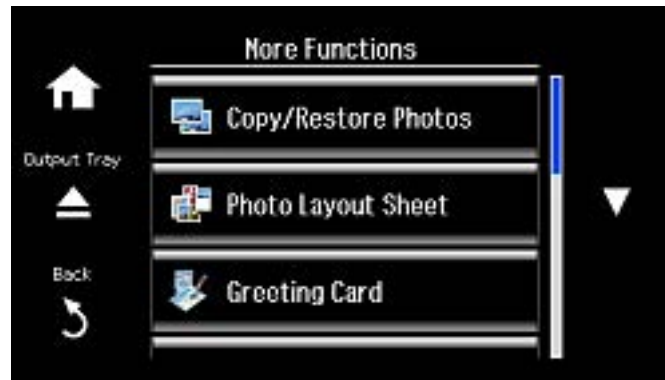 More Functions
Copy/Restore Photos
Output Tray
Photo Layout Sheet
Back
Greeting Card